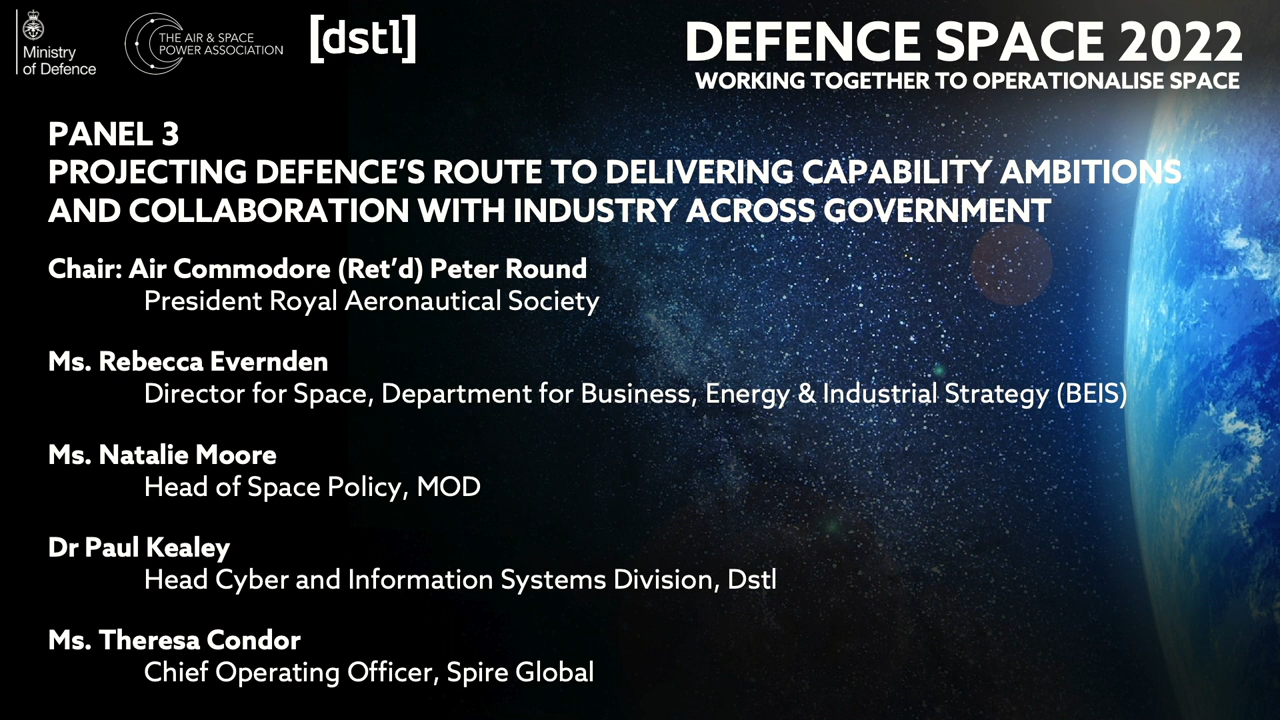 Ministry
of Defence
THE AIR & SPACE
POWER ASSOCIATION
[dstl]
DEFENCE SPACE 2022
WORKING TOGETHER TO OPERATIONALISE SPACE
PANEL 3
PROJECTING DEFENCE’S ROUTE TO DELIVERING CAPABILITY AMBITIONS
AND COLLABORATION WITH INDUSTRY ACROSS GOVERNMENT
Chair: Air Commodore (Ret’d) Peter Round
President Royal Aeronautical Society
Ms. Rebecca Evernden
Director for Space, Department for Business, Energy & Industrial Strategy (BEIS)
Ms. Natalie Moore
Head of Space Policy, MOD
Dr Paul Kealey
Head Cyber and Information Systems Division, Dstl
Ms. Theresa Condor
Chief Operating Officer, Spire Global